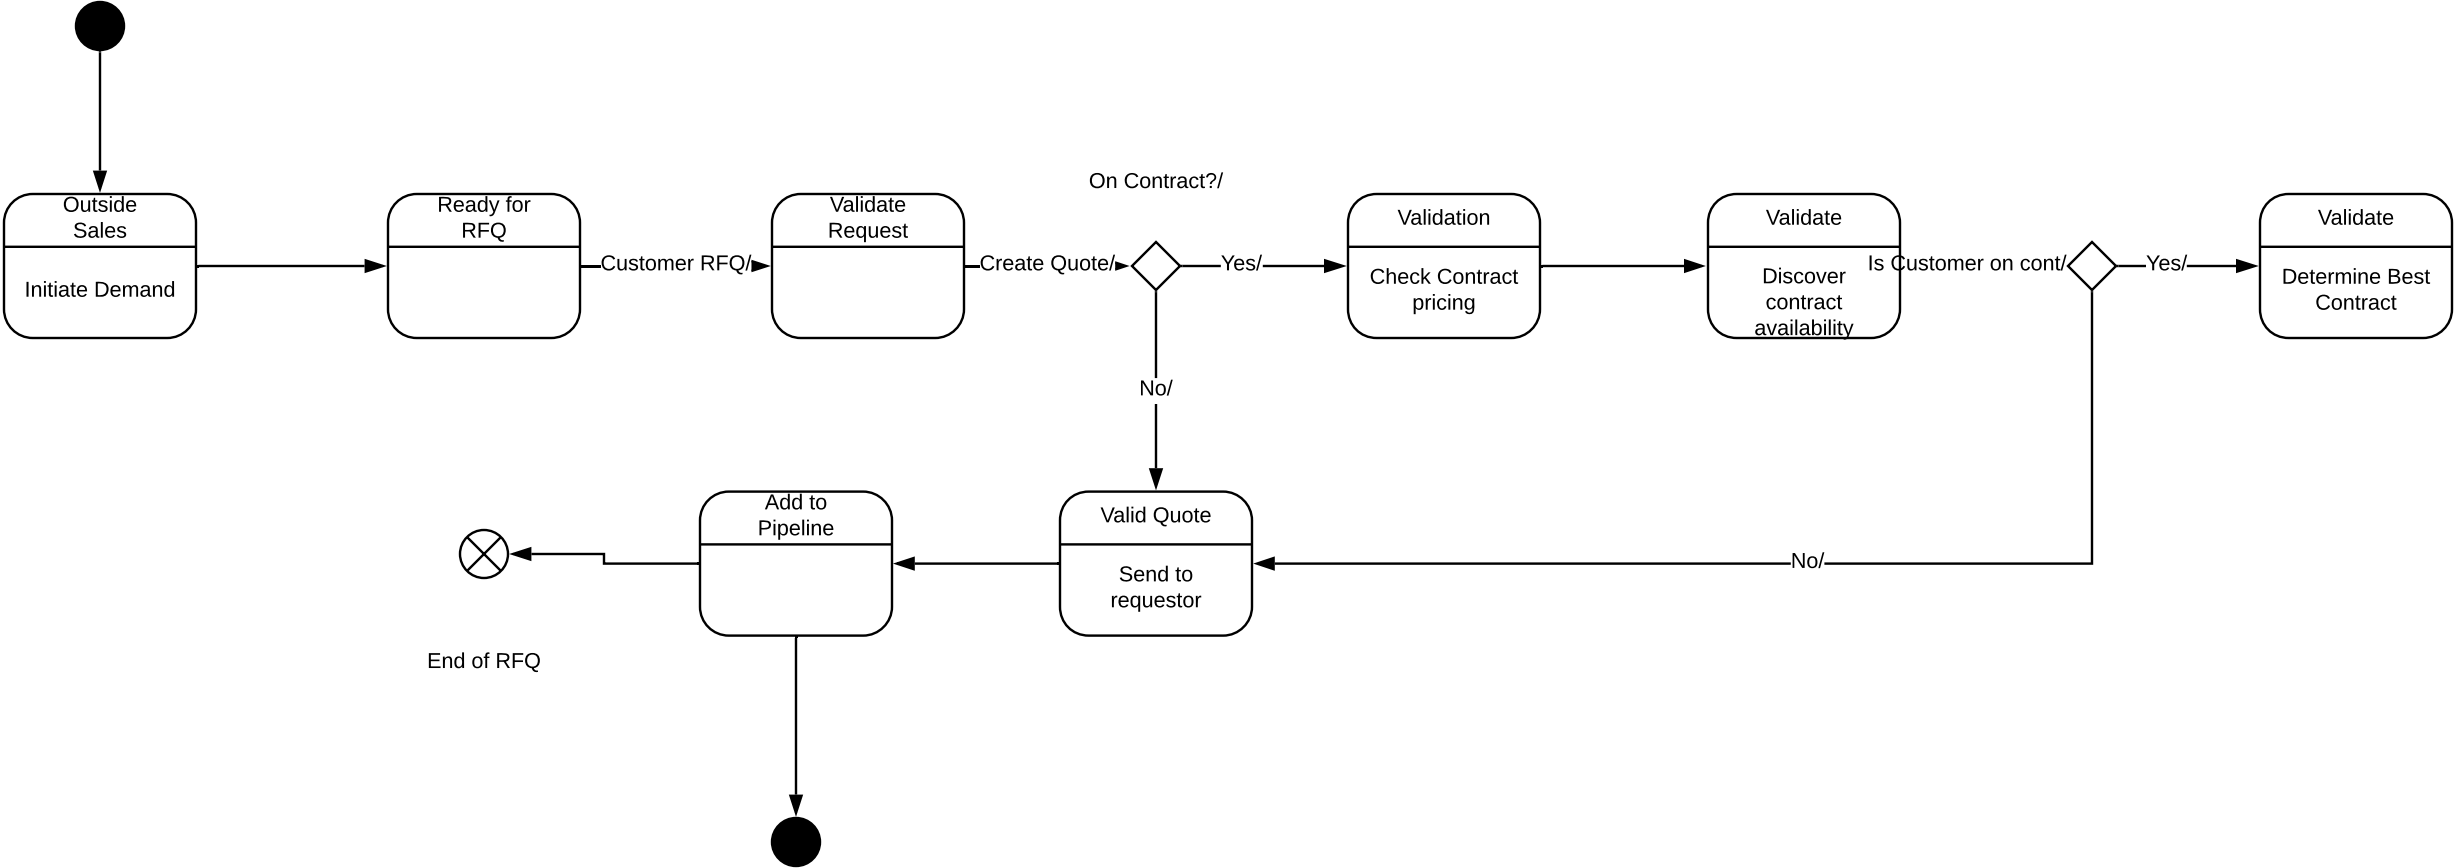 On Contract?/
Outside
Sales
Initiate Demand
Ready for
RFQ
Customer RFQ/
Validate
Request
Create Quote/
Yes/
Validation
Check Contract
pricing
Validate
Discover
contract
availability
Is Customer on cont/
Yes/
Validate
Determine Best
Contract
No/
Add to
Pipeline
Valid Quote
Send to
requestor
No/
End of RFQ